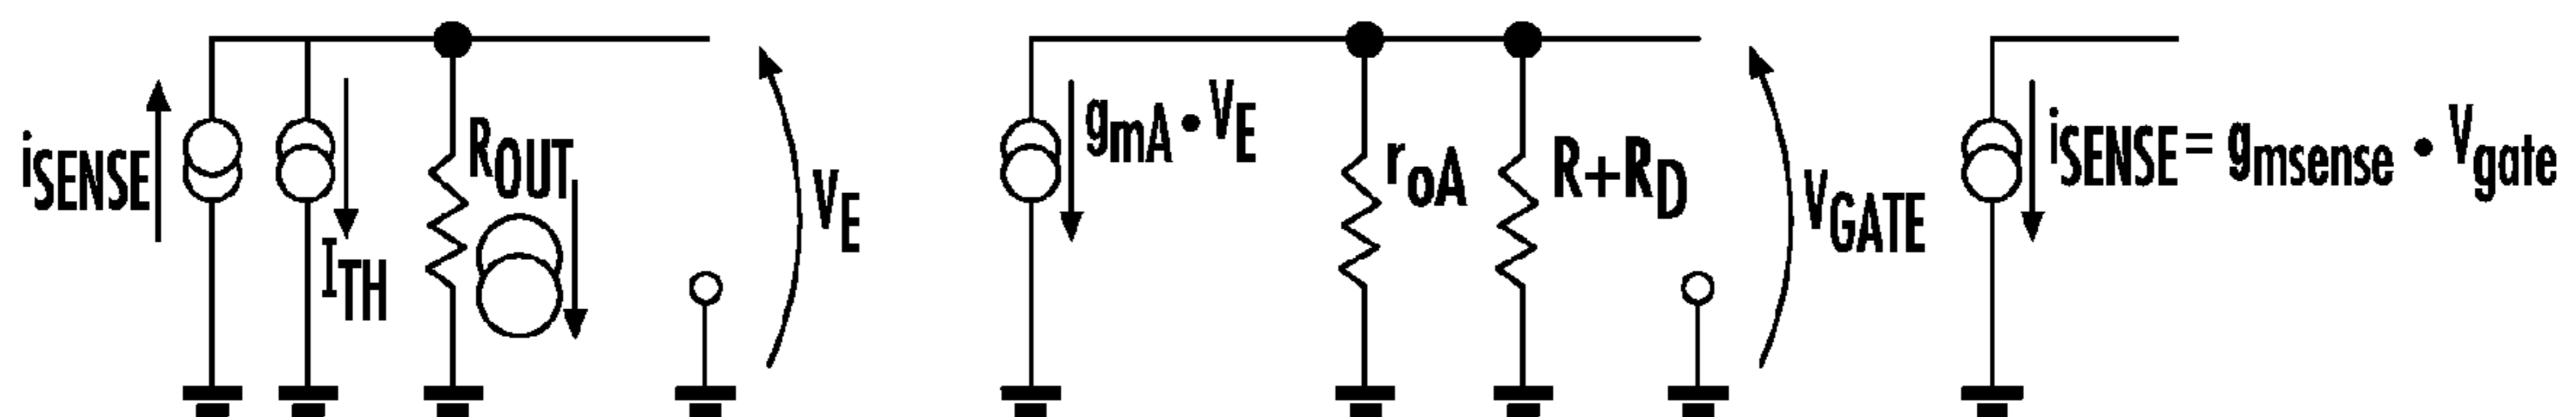 iSENSE
ITH
ROUT
VE
gmA • VE
roA
R+RD
VGATE
iSENSE = gmsense • Vgate